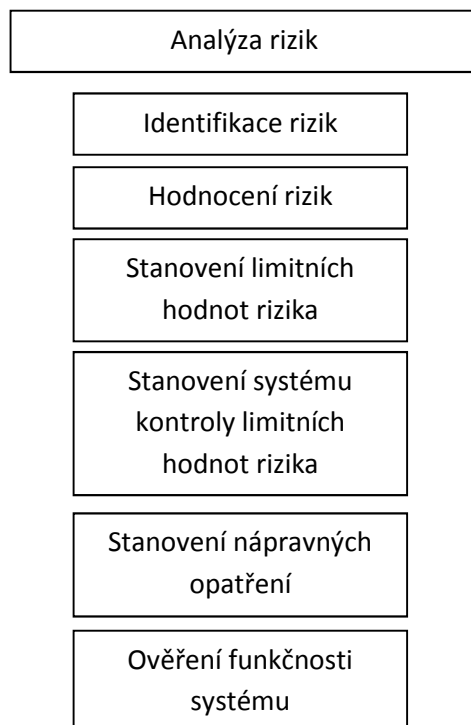 Analýza rizik
Identifikace rizik
Hodnocení rizik
Stanovení limitních
hodnot rizika
Stanovení systému
kontroly limitních
hodnot rizika
Stanovení nápravných
opatření
Ověření funkčnosti
systému